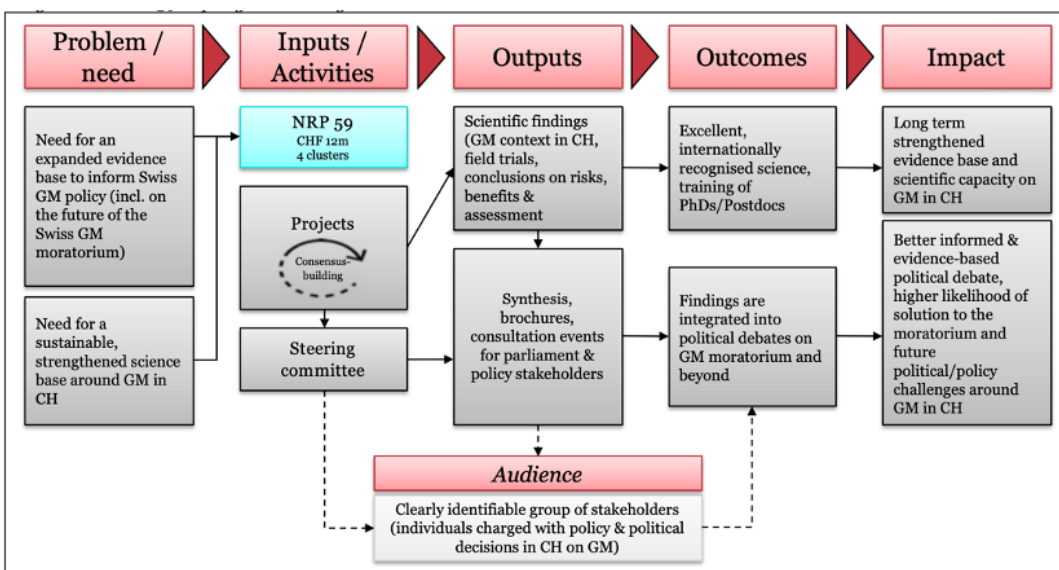 Problem /
need
Inputs /
Activities
Outputs
Outcomes
Impact
Need for an
expanded evidence
base to inform Swiss
GM policy (incl. on
the future of the
Swiss GM
moratorium)
Need for a
sustainable,
strengthened science
base around GM in
CH
NRP 59
CHF 12m
4 clusters
Projects
Consensus-
building
Steering
committee
Scientific findings
(GM context in CH,
field trials,
conclusions on risks,
benefits &
assessment
Synthesis,
brochures,
consultation events
for parliament &
policy stakeholders
Excellent,
internationally
recognised science,
training of
PhDs/Postdocs
Findings are
integrated into
political debates on
GM moratorium and
beyond
Long term
strengthened
evidence base and
scientific capacity on
GM in CH
Better informed &
evidence-based
political debate,
higher likelihood of
solution to the
moratorium and
future
political/policy
challenges around
GM in CH
Audience
Clearly identifiable group of stakeholders
(individuals charged with policy & political
decisions in CH on GM)